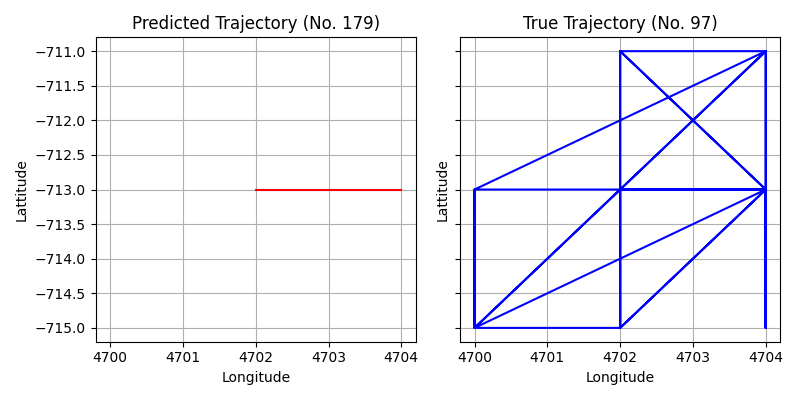 Predicted Trajectory (No. 179)
True Trajectory (No. 97)
−711.0
−711.5
−712.0
−712.5
−713.0
−713.5
−714.0
−714.5
−715.0
Lattitude
Lattitude
4700 4701 4702 4703 4704
4700 4701 4702 4703 4704
Longitude
Longitude